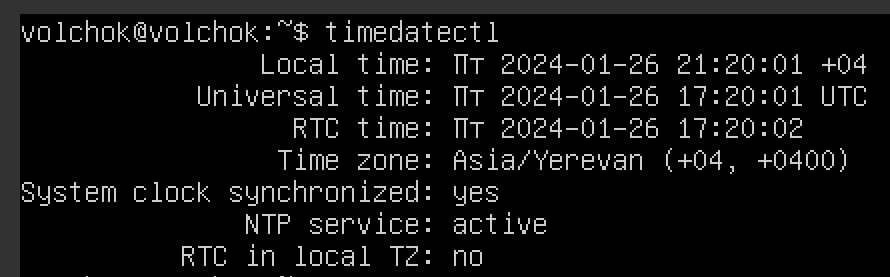 volchok@volchok:~$ timedatectl
Local time: Пт 2024-01-26 21:20:01 +04
Universal time: Пт 2024-01-26 17:20:01 UTC
RTC time: Пт 2024-01-26 17:20:02
Time zone: Asia/Yerevan (+04, +0400)
System clock synchronized: yes
NTP service: active
RTC in local TZ: no